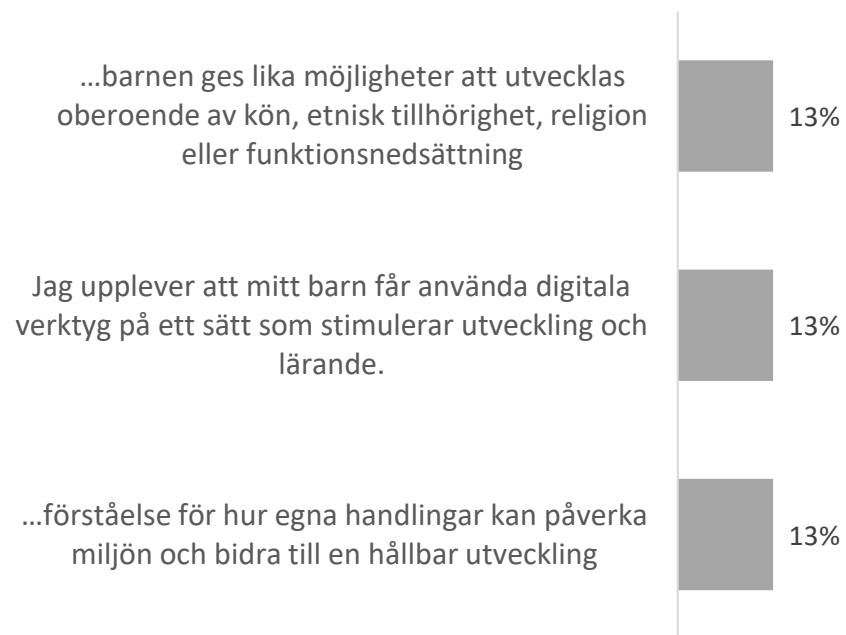 …barnen ges lika möjligheter att utvecklas
oberoende av kön, etnisk tillhörighet, religion
eller funktionsnedsättning
13%
Jag upplever att mitt barn får använda digitala
verktyg på ett sätt som stimulerar utveckling och
lärande.
13%
…förståelse för hur egna handlingar kan påverka
miljön och bidra till en hållbar utveckling
13%